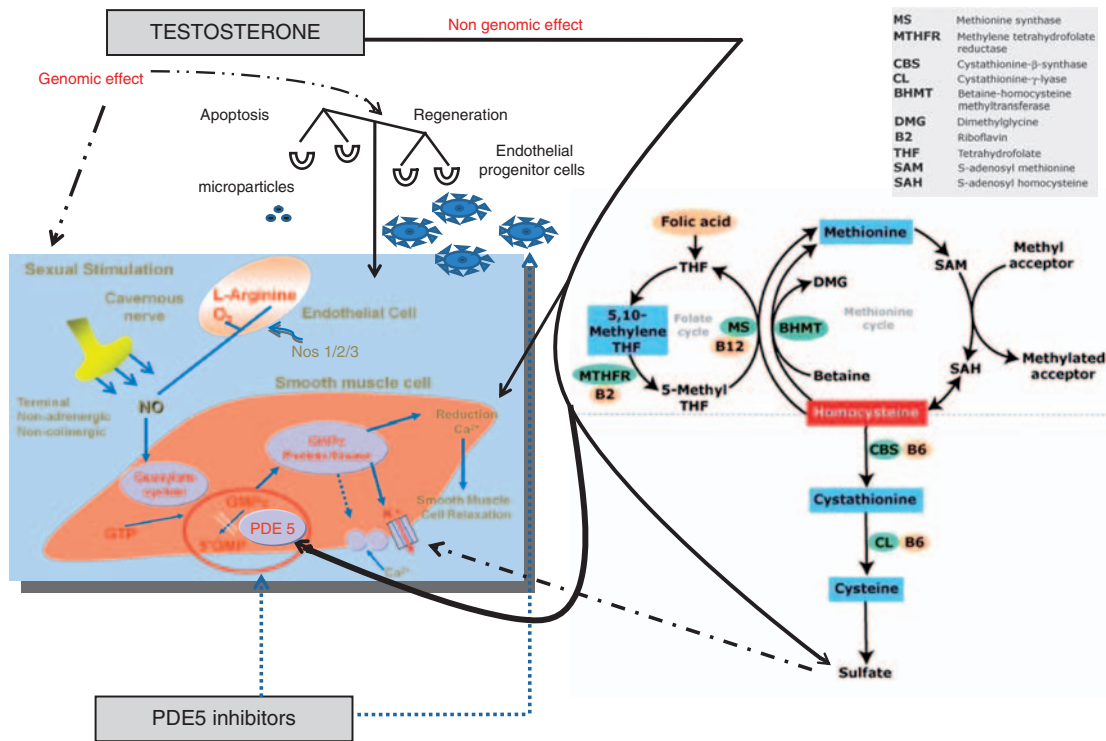 TESTOSTERONE
Non genomic effect
Genomic effect
Apoptosis
Regeneration
Endothelial
progenitor cells
microparticles
MS Methionine synthase
MTHFR Methylene tetrahydrofolate
reductase
CBS Cystathionine-β-synthase
CL Cystathionine-γ-lyase
BHMT Betaine-homocysteine
methyltransferase
DMG Dimethylglycine
B2 Riboflavin
THF Tetrahydrofolate
SAM S-adenosyl methionine
SAH S-adenosyl homocysteine
Sexual Stimulation
Cavernous
nerve
L-Arginine
O₂
Endothelial Cell
Nos 1/2/3
Smooth muscle cell
Terminal
Non-adrenergic
Non-colinergic
NO
Reduction
Ca²⁺
GTP
5'GMP
PDE 5
K⁺
Smooth Muscle
Cell Relaxation
Ca²⁺
PDE5 inhibitors
Folic acid
THF
5,10-
Methylene
THF
Folate
cycle
MS
B12
MTHFR
B2
5-Methyl
THF
Methionine
SAM
Methyl
acceptor
DMG
BHMT
Methionine
cycle
Betaine
SAH
Methylated
acceptor
Homocysteine
CBS B6
Cystathionine
CL B6
Cysteine
Sulfate